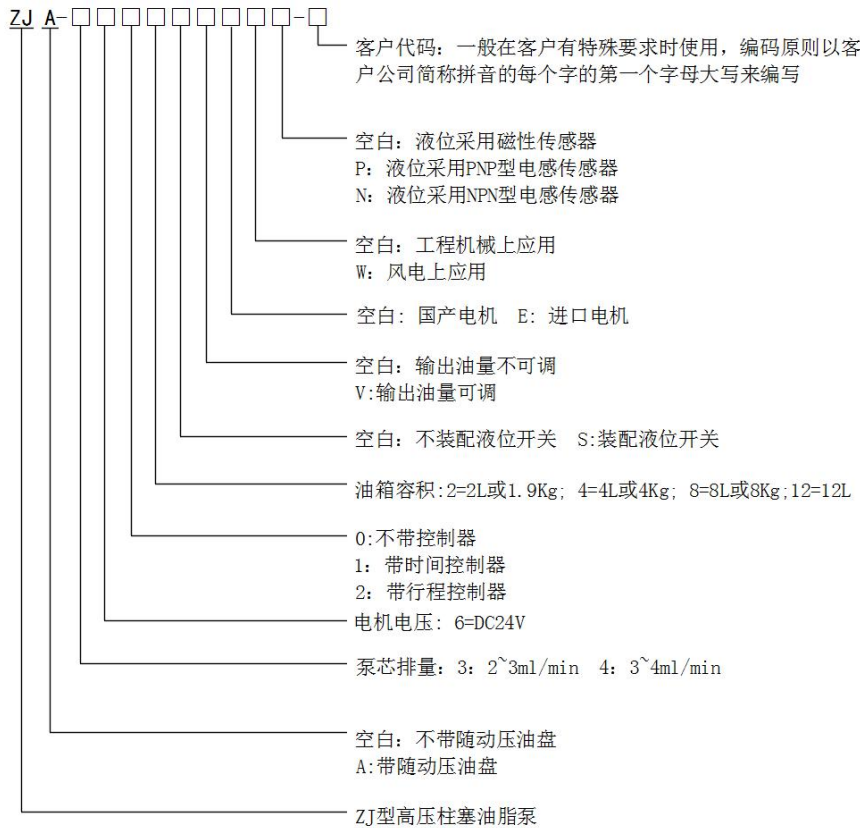 ZJ A-□□□□□□□□□-□
客户代码：一般在客户有特殊要求时使用，编码原则以客
户公司简称拼音的每个字的第一个字母大写来编写
空白：液位采用磁性传感器
P：液位采用PNP型电感传感器
N：液位采用NPN型电感传感器
空白：工程机械上应用
W：风电上应用
空白：国产电机 E：进口电机
空白：输出油量不可调
V:输出油量可调
空白：不装配液位开关 S:装配液位开关
油箱容积:2=2L或1.9Kg; 4=4L或4Kg; 8=8L或8Kg;12=12L
0:不带控制器
1：带时间控制器
2：带行程控制器
电机电压：6=DC24V
泵芯排量：3：2~3ml/min 4：3~4ml/min
空白：不带随动压油盘
A:带随动压油盘
ZJ型高压柱塞油脂泵